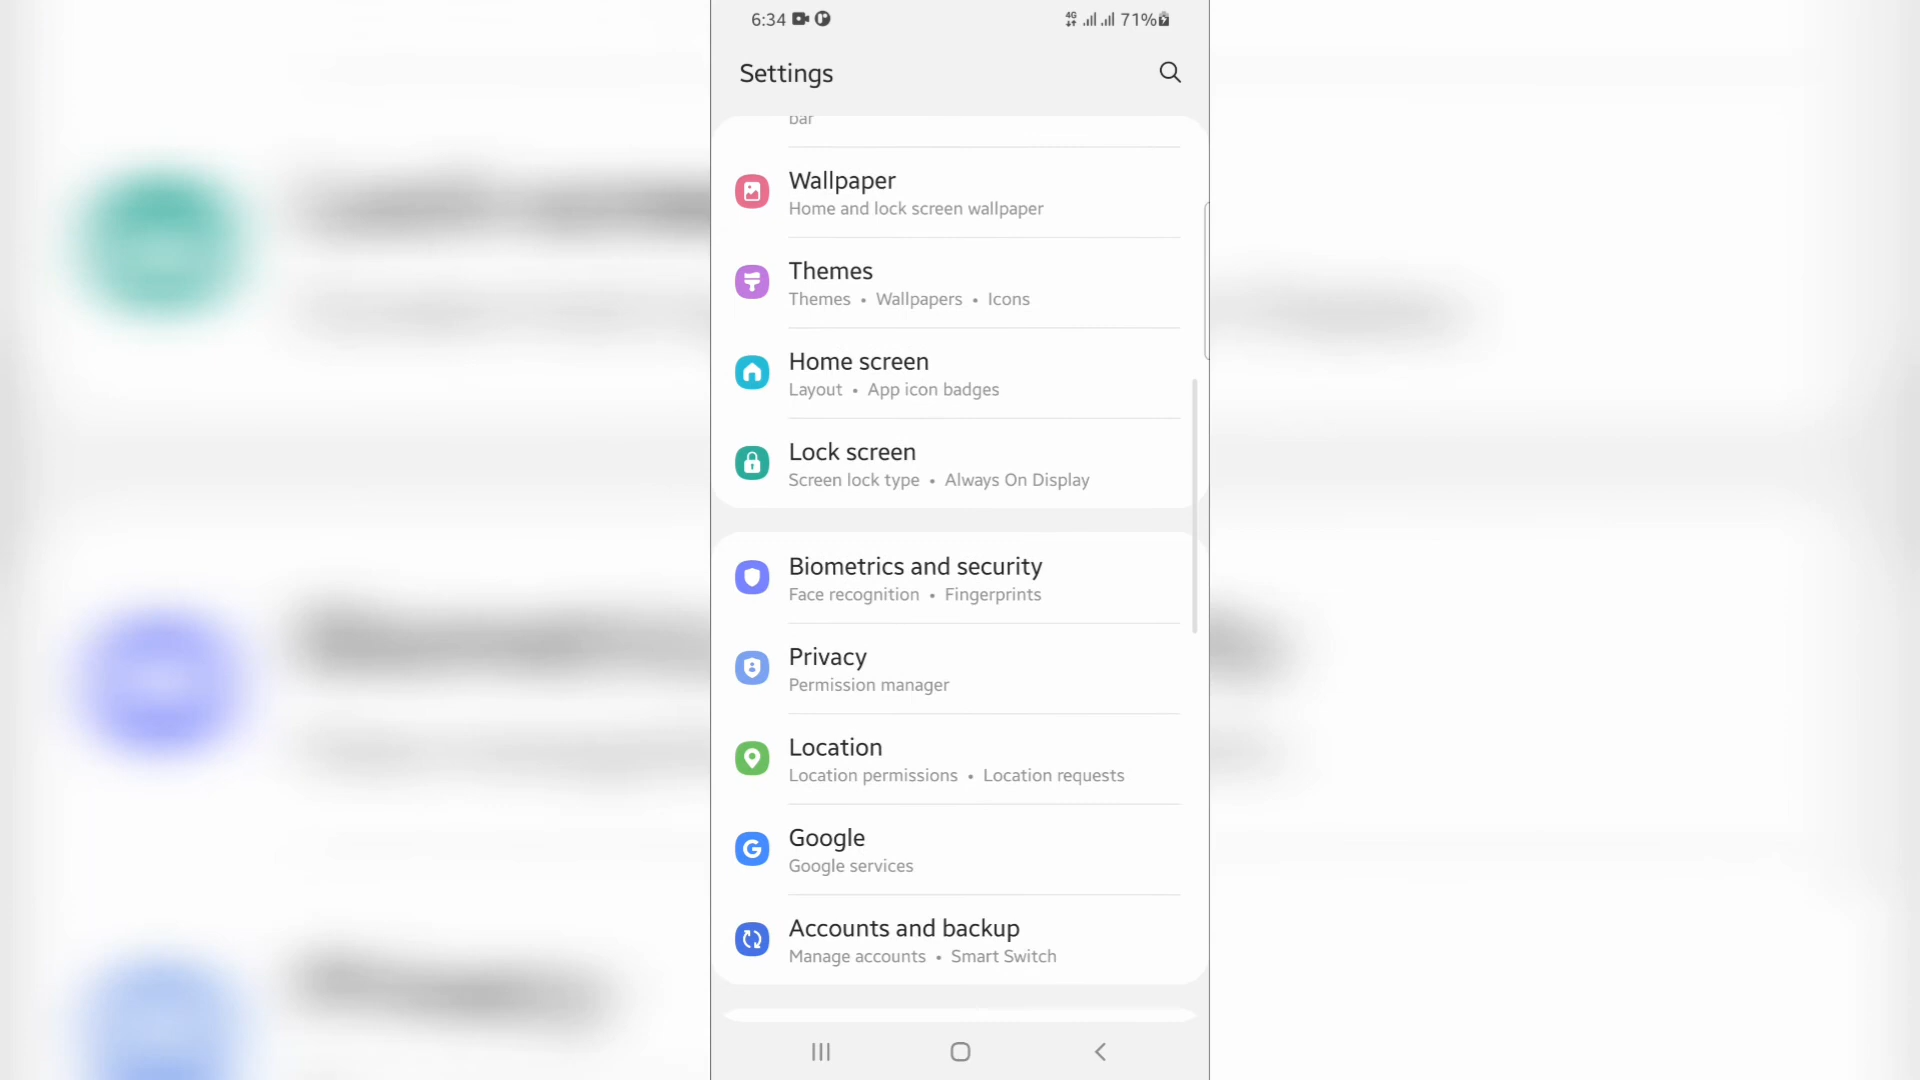 6:34
4G 71%
Settings
bar
Wallpaper
Home and lock screen wallpaper
Themes
Themes • Wallpapers • Icons
Home screen
Layout • App icon badges
Lock screen
Screen lock type • Always On Display
Biometrics and security
Face recognition • Fingerprints
Privacy
Permission manager
Location
Location permissions • Location requests
Google
Google services
Accounts and backup
Manage accounts • Smart Switch